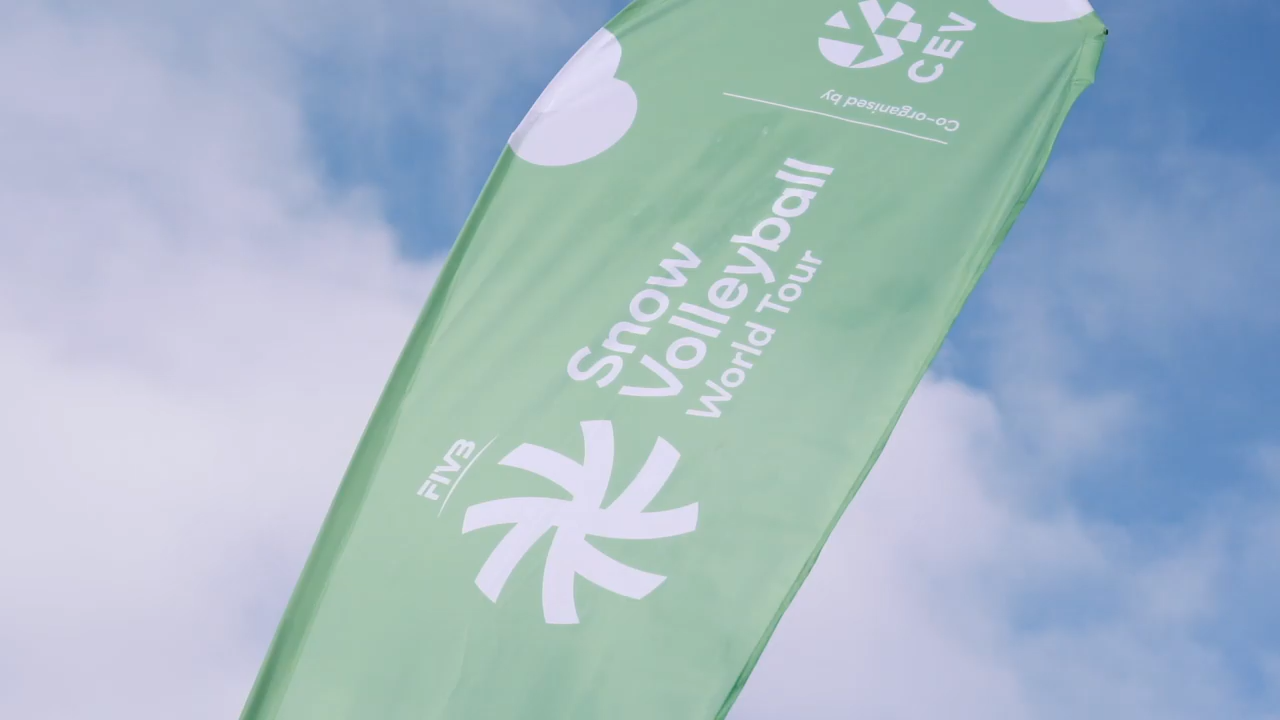 FIVB
Snow
Volleyball
World Tour
Co-organised by
CEV